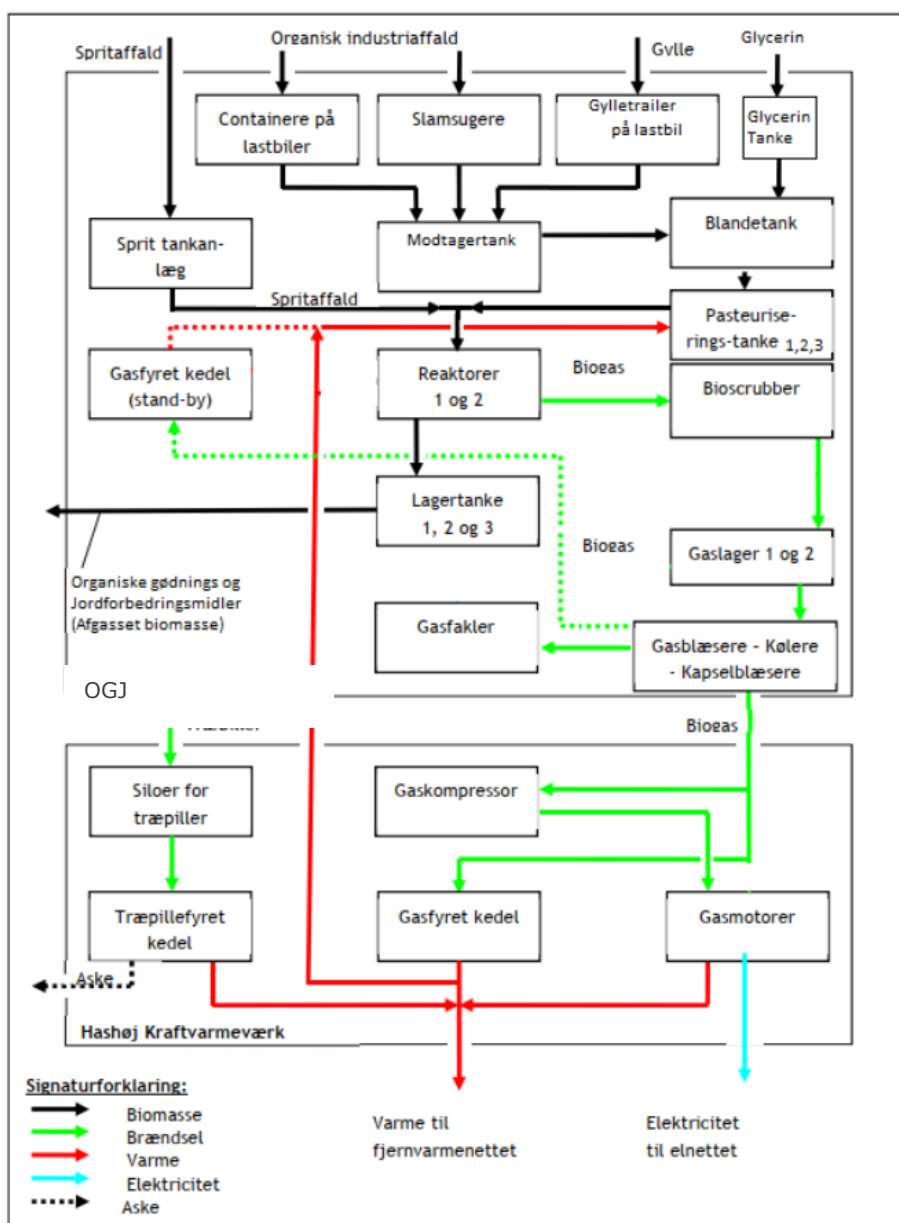 Spritaffald
Organisk industriaffald
Gylle
Glycerin
Containere på
lastbiler
Slamsugere
Gylletrailer
på lastbil
Glycerin
Tanke
Sprit tankan-
læg
Modtagertank
Blandetank
Spritaffald
Pasteurise-
rings-tanke 1,2,3
Gasfyret kedel
(stand-by)
Reaktorer
1 og 2
Biogas
Bioscrubber
Lagertanke
1, 2 og 3
Biogas
Gaslager 1 og 2
Organiske gødnings og
Jordforbedringsmidler
(Afgasset biomasse)
Gasfakler
Gasblæsere - Kølere
- Kapselblæsere
OGJ
Biogas
Siloer for
træpiller
Gaskompressor
Træpillefyret
kedel
Gasfyret kedel
Gasmotorer
Aske
Hashøj Kraftvarmeværk
Signaturforklaring:
Biomasse
Brændsel
Varme
Elektricitet
Aske
Varme til
fjernvarmenettet
Elektricitet
til elnettet